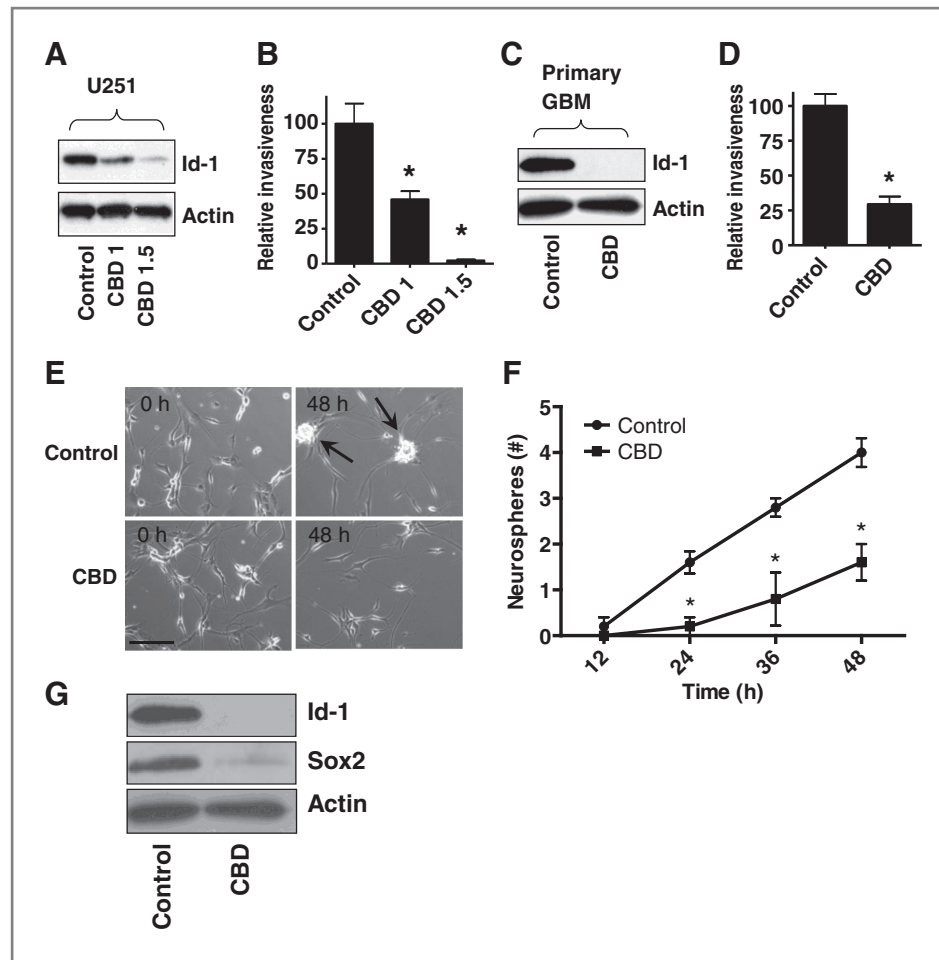 A
U251
Id-1
Actin
Control
CBD 1
CBD 1.5
B
Relative invasiveness
100
75
50
25
0
*
*
Control
CBD 1
CBD 1.5
C
Primary
GBM
Id-1
Actin
Control
CBD
D
Relative invasiveness
100
75
50
25
0
*
Control
CBD
E
Control
0 h
48 h
CBD
0 h
48 h
F
Neurospheres (#)
5
4
3
2
1
0
Control
CBD
*
*
*
12
24
36
48
Time (h)
G
Id-1
Sox2
Actin
Control
CBD